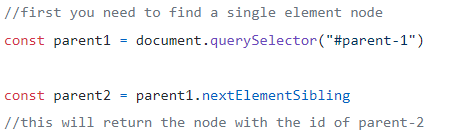 //first you need to find a single element node
const parent1 = document.querySelector("#parent-1")
const parent2 = parent1.nextElementSibling
//this will return the node with the id of parent-2